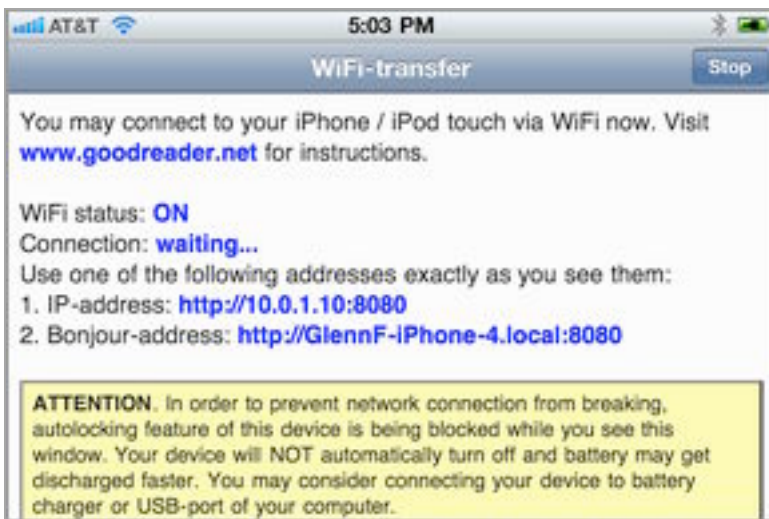 AT&T 5:03 PM
WiFi-transfer Stop
You may connect to your iPhone / iPod touch via WiFi now. Visit
www.goodreader.net for instructions.
WiFi status: ON
Connection: waiting...
Use one of the following addresses exactly as you see them:
1. IP-address: http://10.0.1.10:8080
2. Bonjour-address: http://GlennF-iPhone-4.local:8080
ATTENTION. In order to prevent network connection from breaking,
autolocking feature of this device is being blocked while you see this
window. Your device will NOT automatically turn off and battery may get
discharged faster. You may consider connecting your device to battery
charger or USB-port of your computer.